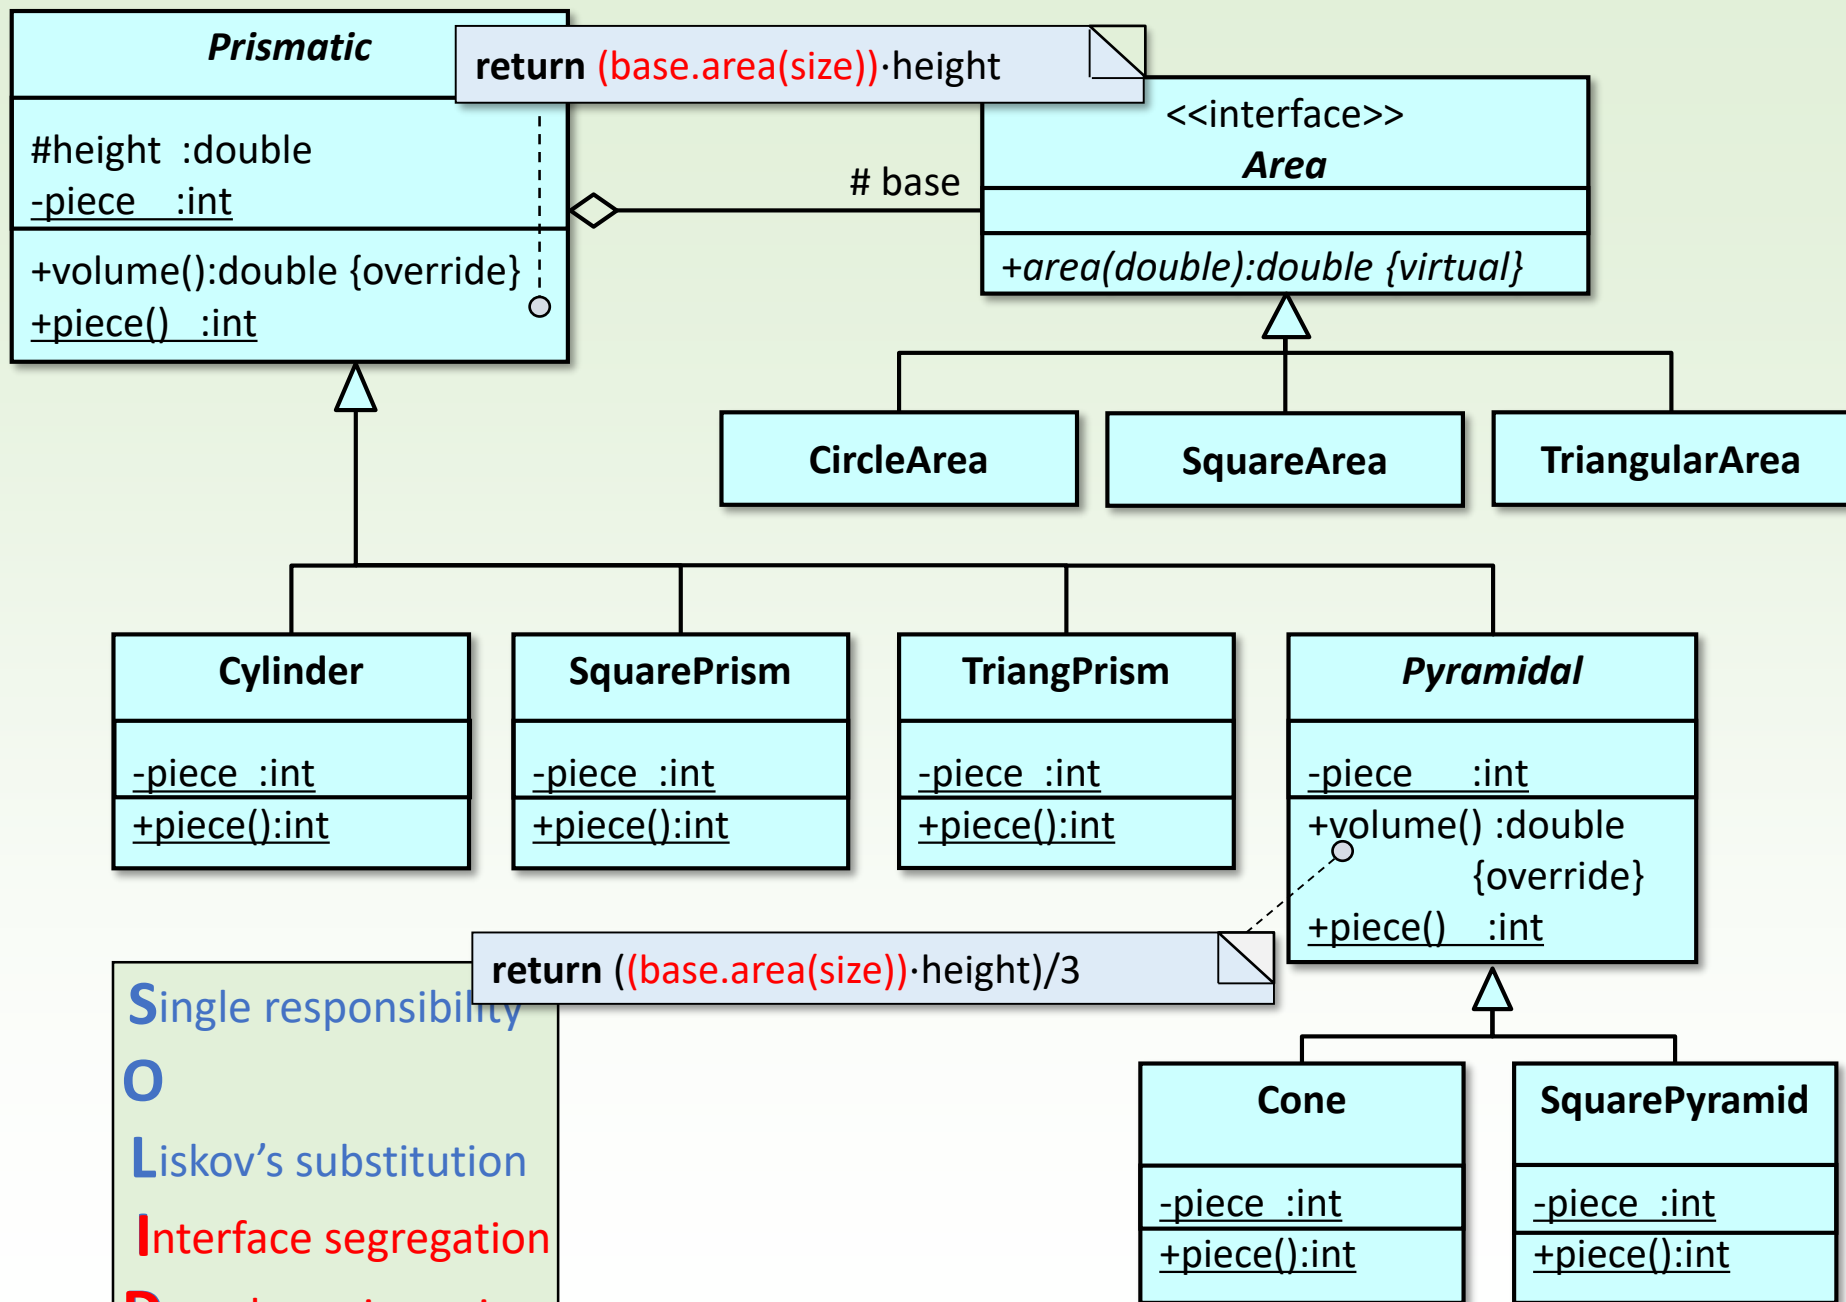 Prismatic
return (base.area(size))·height
#height :double
-piece :int
+volume():double {override}
+piece() :int
# base
<<interface>>
Area
+area(double):double {virtual}
CircleArea
SquareArea
TriangularArea
Cylinder
-piece :int
+piece():int
SquarePrism
-piece :int
+piece():int
TriangPrism
-piece :int
+piece():int
Pyramidal
-piece :int
+volume() :double
{override}
+piece() :int
return ((base.area(size))·height)/3
Single responsibility
O
Liskov’s substitution
Interface segregation
Cone
-piece :int
+piece():int
SquarePyramid
-piece :int
+piece():int